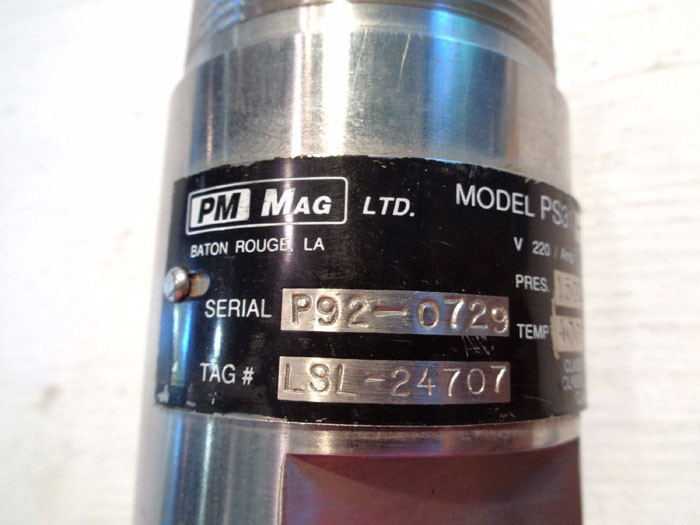 PM MAG LTD.
BATON ROUGE, LA
SERIAL P92-0729
TAG # LSL-24707
MODEL PS3
V 220 /
PRES.
TEMP